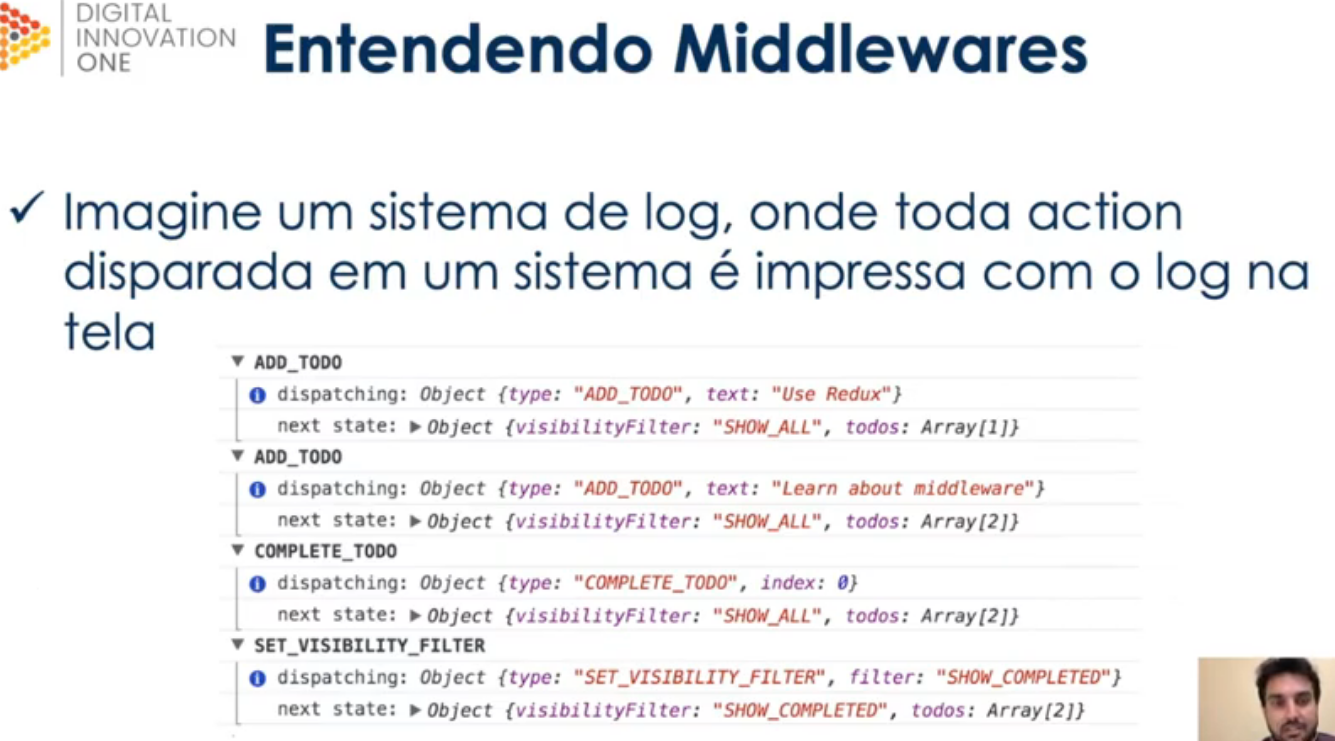 DIGITAL
INNOVATION
ONE
Entendendo Middlewares
✓ Imagine um sistema de log, onde toda action
disparada em um sistema é impressa com o log na
tela
▼ ADD_TODO
dispatching: Object {type: "ADD_TODO", text: "Use Redux"}
next state: ▶ Object {visibilityFilter: "SHOW_ALL", todos: Array[1]}
▼ ADD_TODO
dispatching: Object {type: "ADD_TODO", text: "Learn about middleware"}
next state: ▶ Object {visibilityFilter: "SHOW_ALL", todos: Array[2]}
▼ COMPLETE_TODO
dispatching: Object {type: "COMPLETE_TODO", index: 0}
next state: ▶ Object {visibilityFilter: "SHOW_ALL", todos: Array[2]}
▼ SET_VISIBILITY_FILTER
dispatching: Object {type: "SET_VISIBILITY_FILTER", filter: "SHOW_COMPLETED"}
next state: ▶ Object {visibilityFilter: "SHOW_COMPLETED", todos: Array[2]}